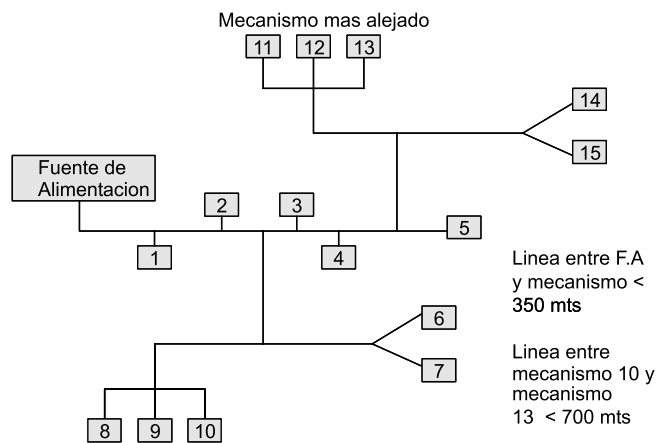 Mecanismo mas alejado
11 12 13
14
15
Fuente de
Alimentacion
2 3
5
1 4
Linea entre F.A
y mecanismo <
350 mts
6
7
Linea entre
mecanismo 10 y
mecanismo
13 < 700 mts
8 9 10